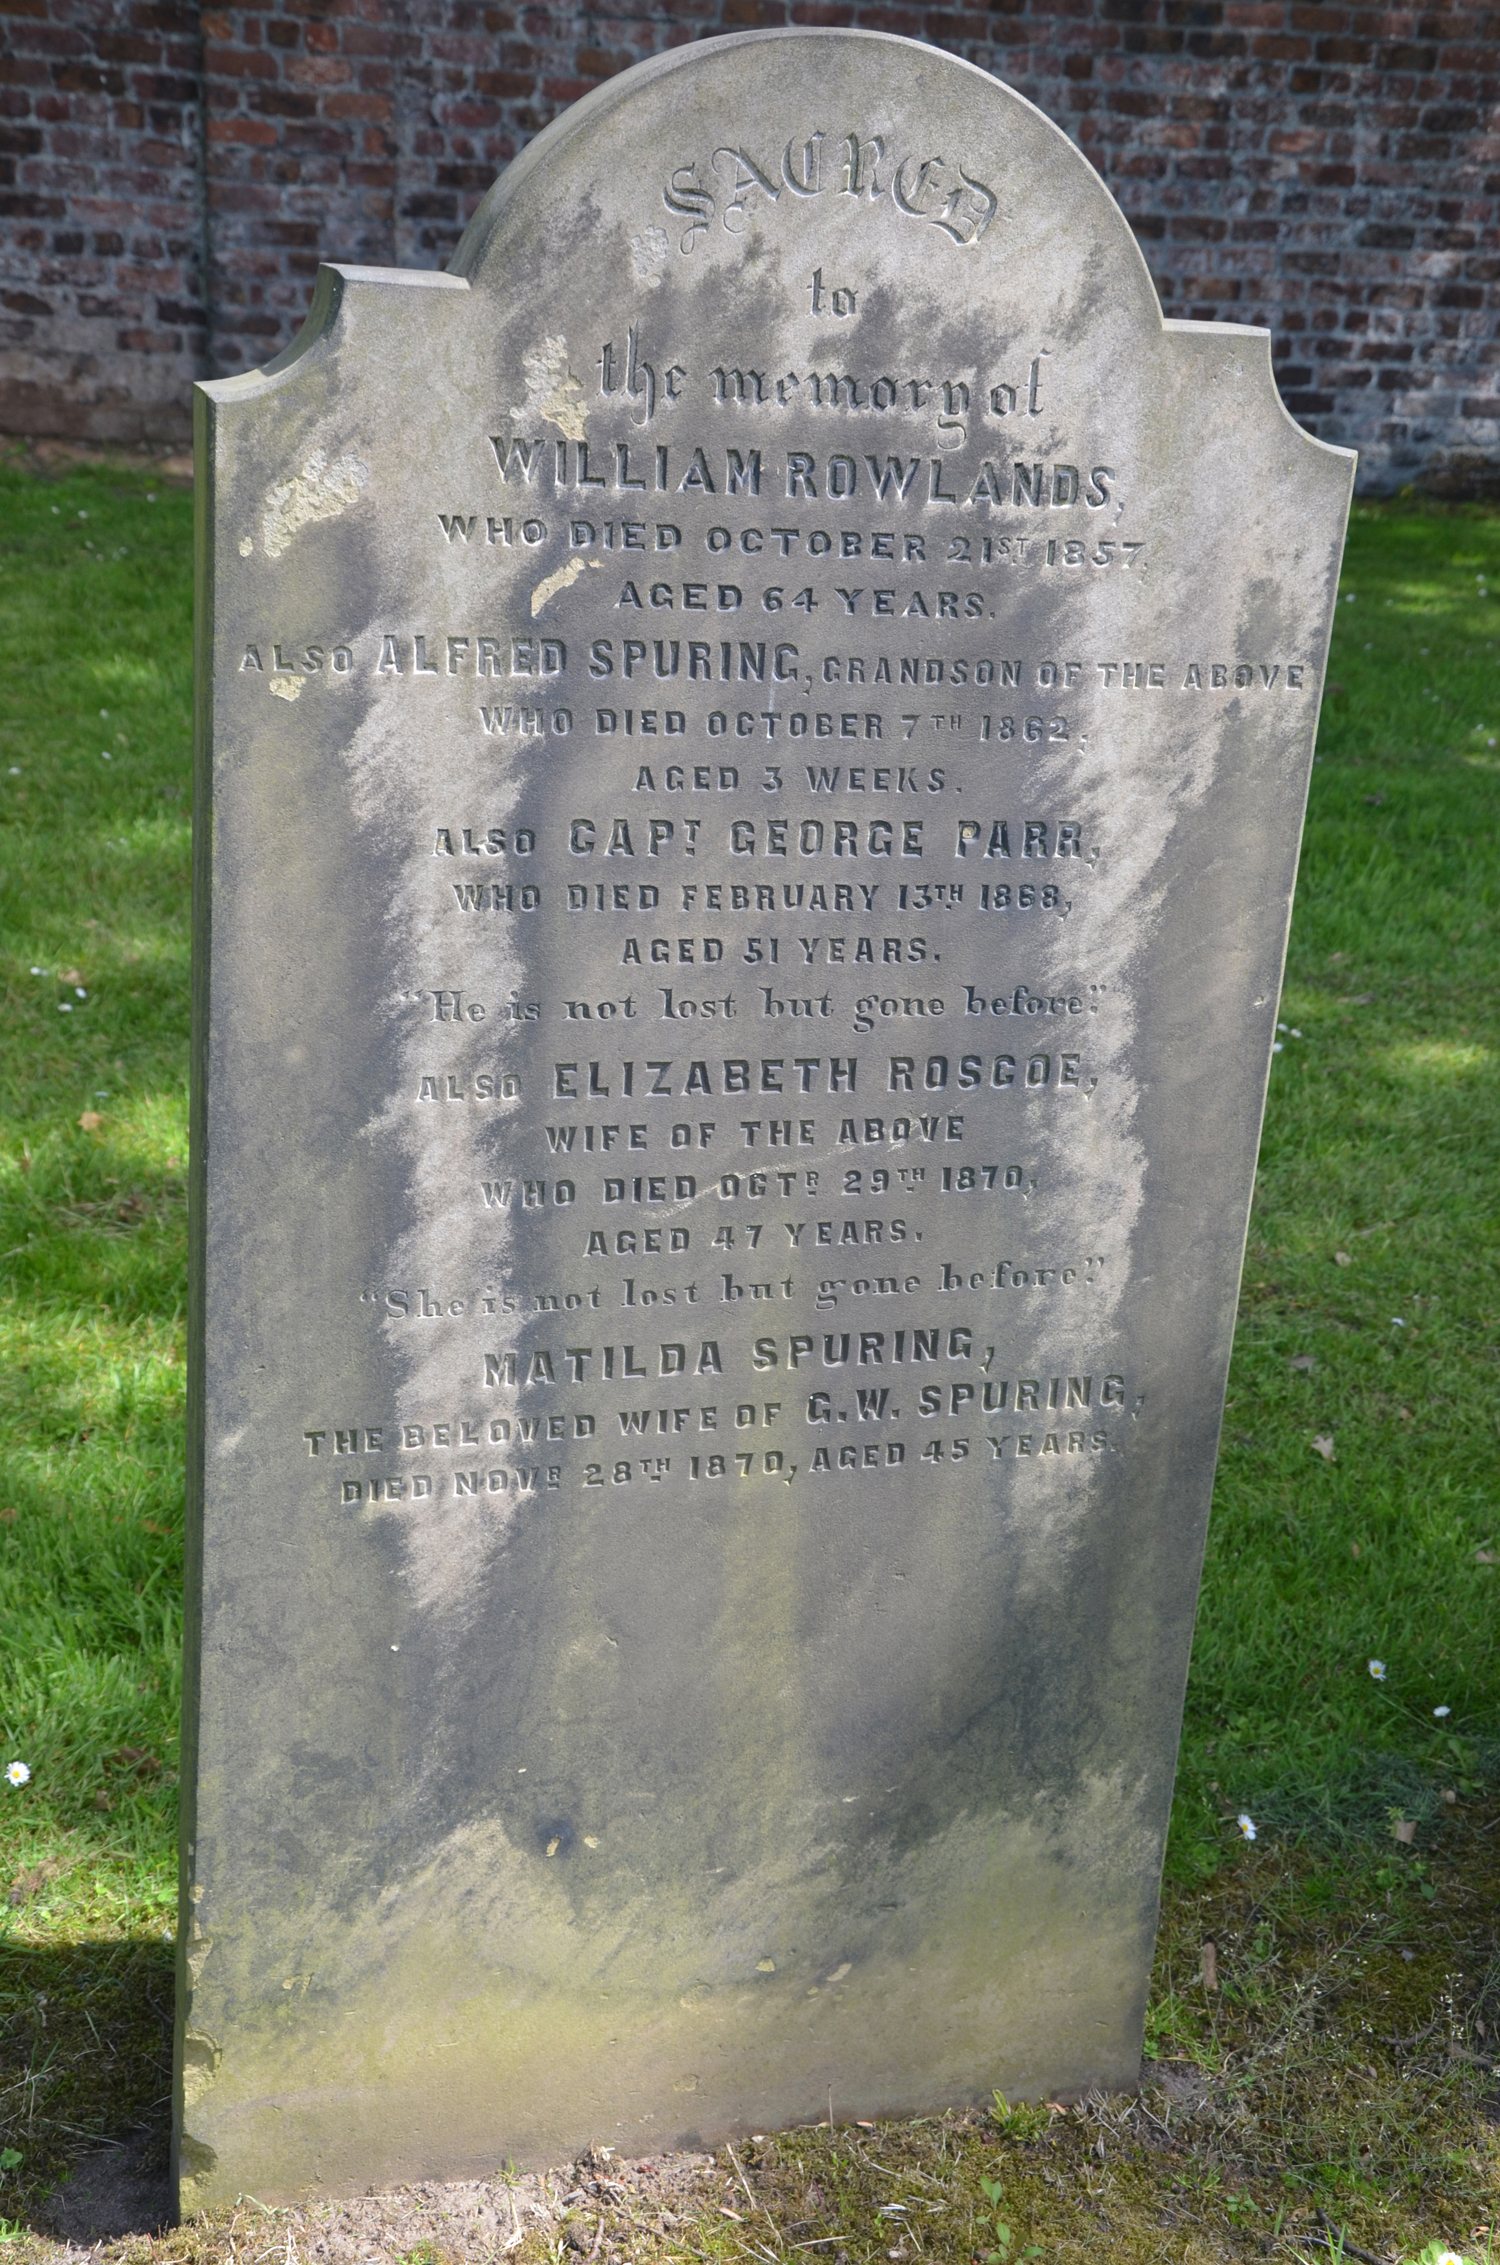 SACRED
to
the memory of
WILLIAM ROWLANDS,
WHO DIED OCTOBER 21ST 1857,
AGED 64 YEARS.
ALSO ALFRED SPURING, GRANDSON OF THE ABOVE
WHO DIED OCTOBER 7TH 1862,
AGED 3 WEEKS.
ALSO CAPT GEORGE PARR,
WHO DIED FEBRUARY 13TH 1868,
AGED 51 YEARS.
"He is not lost but gone before."
ALSO ELIZABETH ROSCOE,
WIFE OF THE ABOVE
WHO DIED OCTR 29TH 1870,
AGED 47 YEARS.
"She is not lost but gone before."
MATILDA SPURING,
THE BELOVED WIFE OF G.W. SPURING,
DIED NOVR 28TH 1870, AGED 45 YEARS.